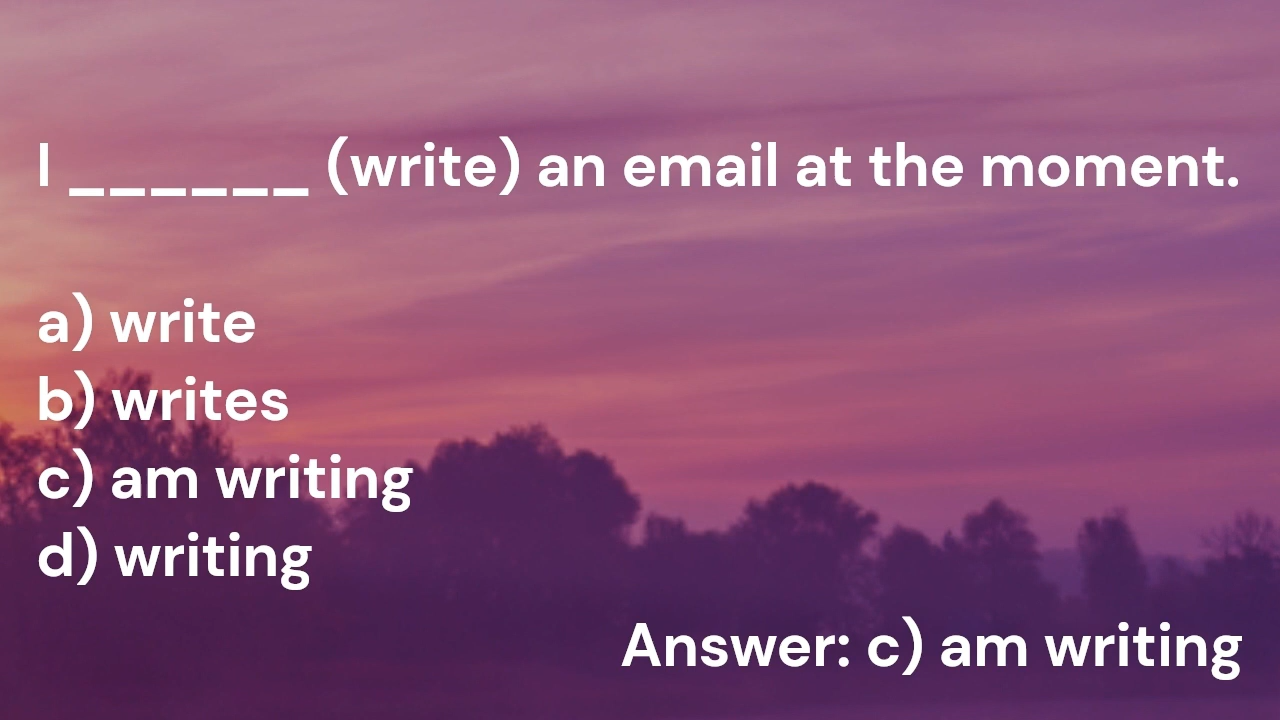 I ______ (write) an email at the moment.
a) write
b) writes
c) am writing
d) writing
Answer: c) am writing